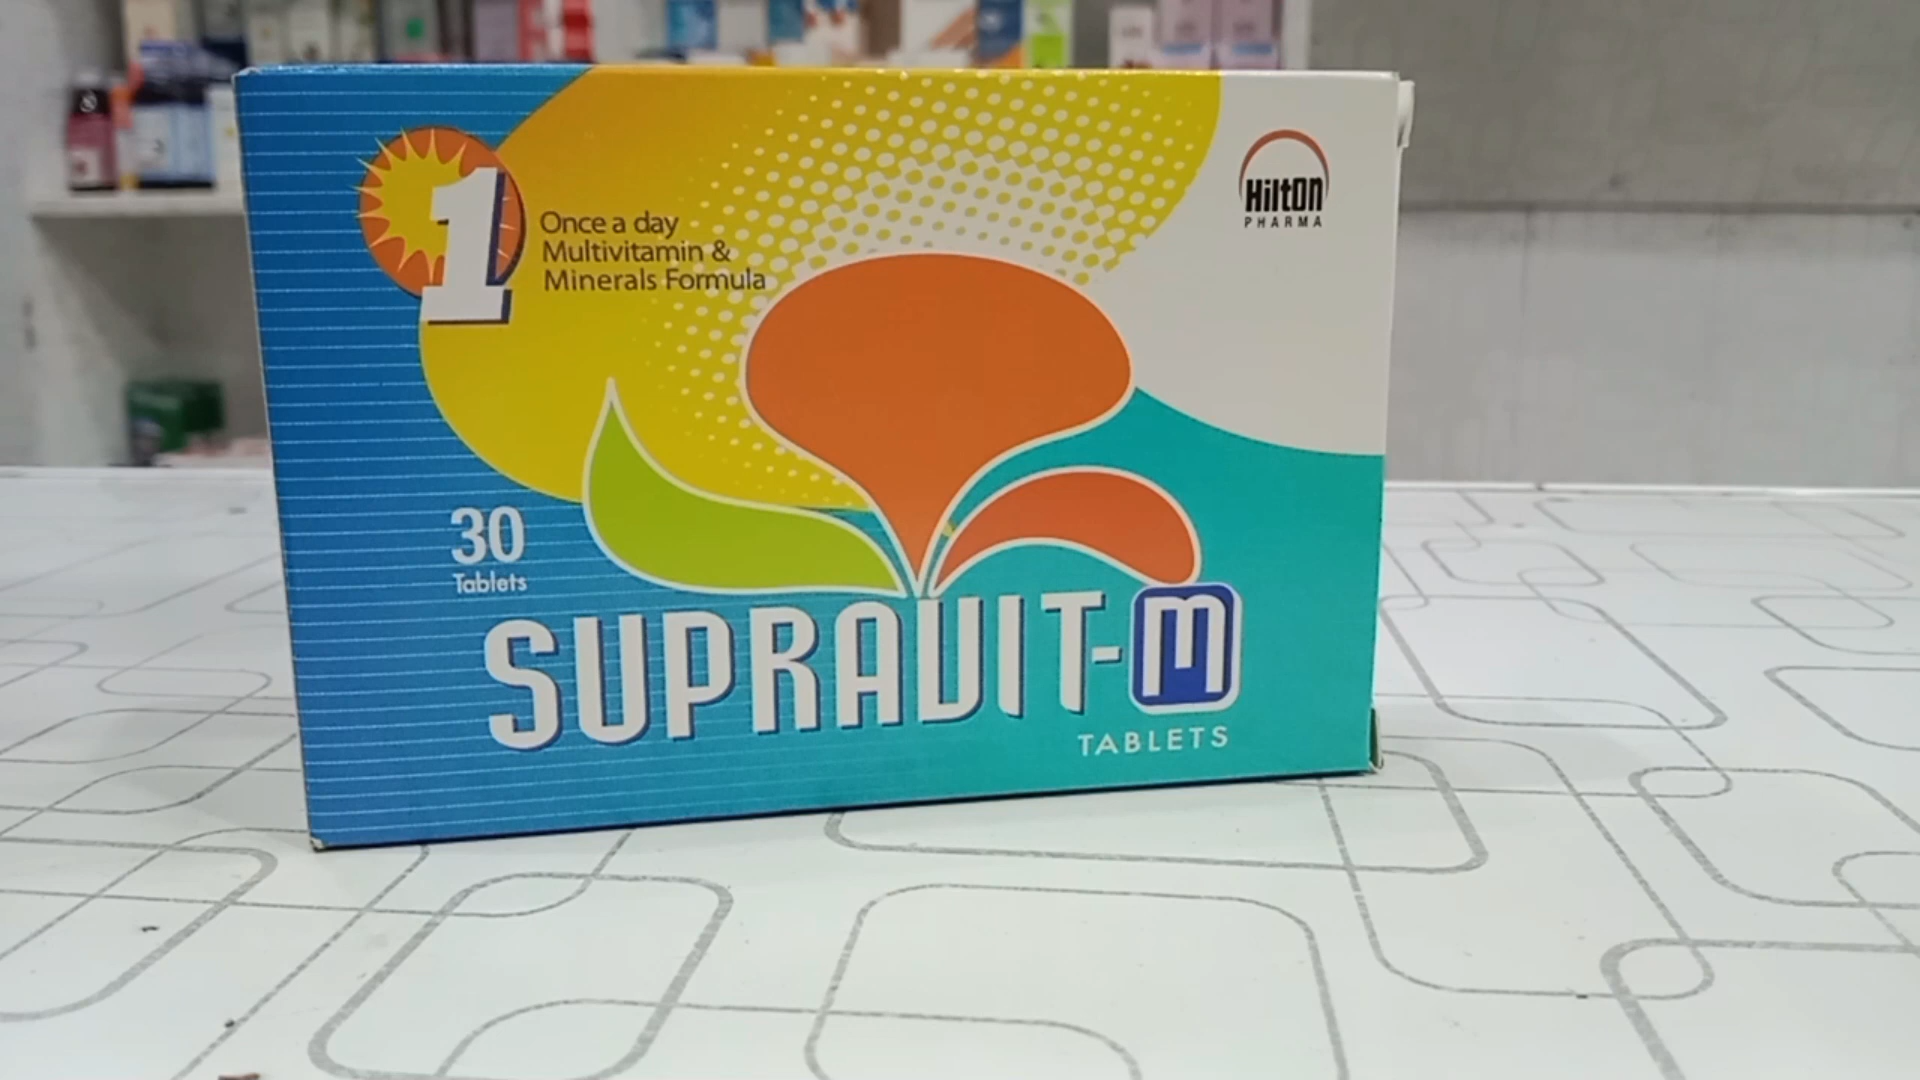 1
Once a day
Multivitamin &
Minerals Formula
Hilton
PHARMA
30
Tablets
SUPRAVIT-M
TABLETS